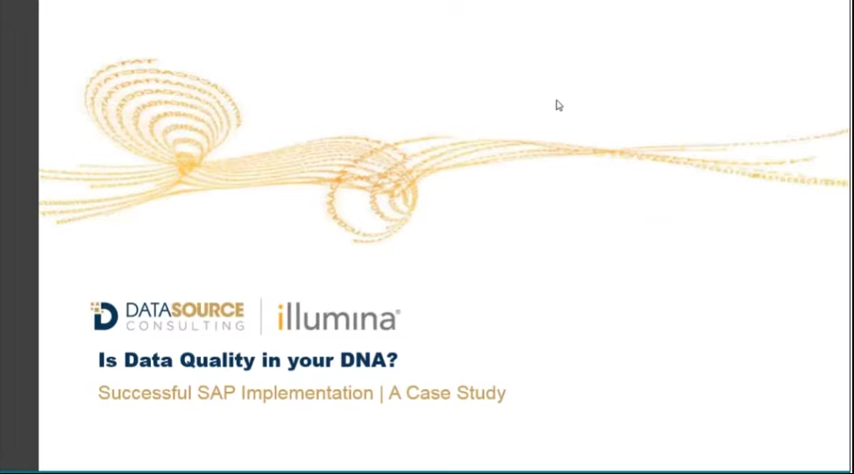 DATASOURCE
CONSULTING
illumina®
Is Data Quality in your DNA?
Successful SAP Implementation | A Case Study